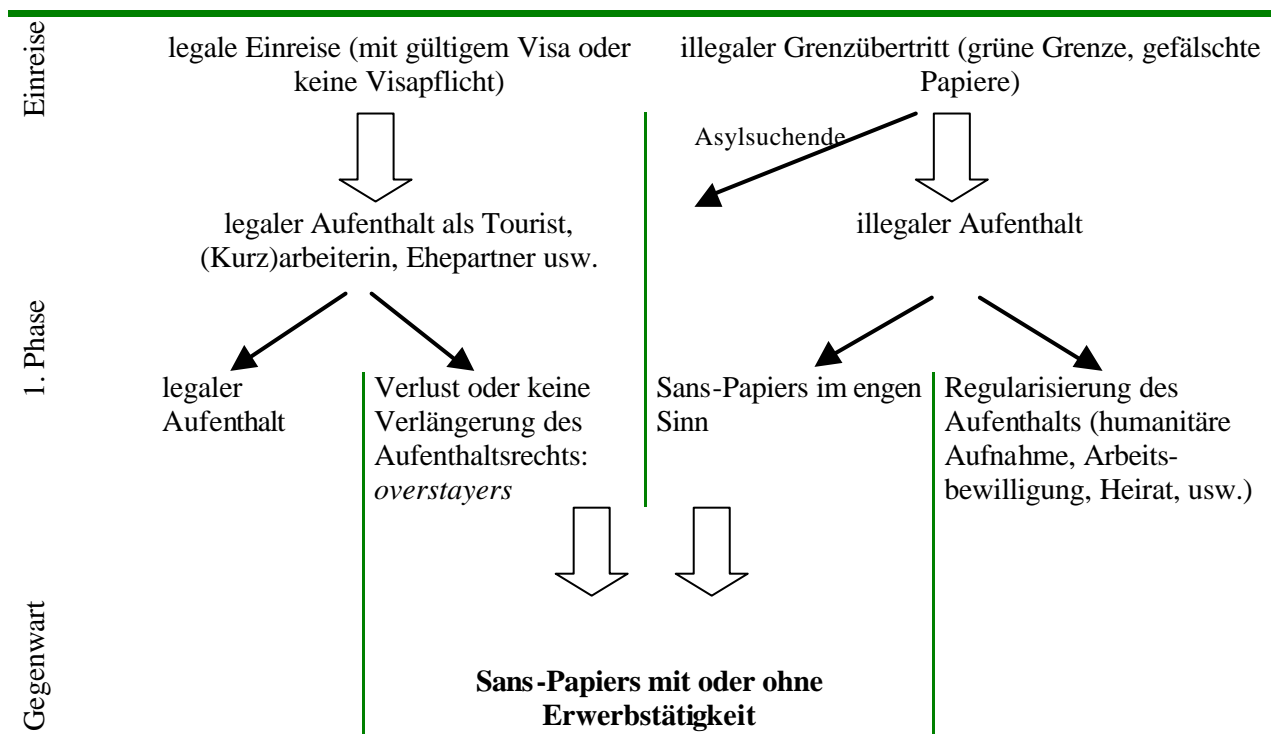 Einreise
legale Einreise (mit gültigem Visa oder
keine Visapflicht)
illegaler Grenzübertritt (grüne Grenze, gefälschte
Papiere)
Asylsuchende
legaler Aufenthalt als Tourist,
(Kurz)arbeiterin, Ehepartner usw.
illegaler Aufenthalt
1. Phase
legaler
Aufenthalt
Verlust oder keine
Verlängerung des
Aufenthaltsrechts:
overstayers
Sans-Papiers im engen
Sinn
Regularisierung des
Aufenthalts (humanitäre
Aufnahme, Arbeits-
bewilligung, Heirat, usw.)
Gegenwart
Sans-Papiers mit oder ohne
Erwerbstätigkeit